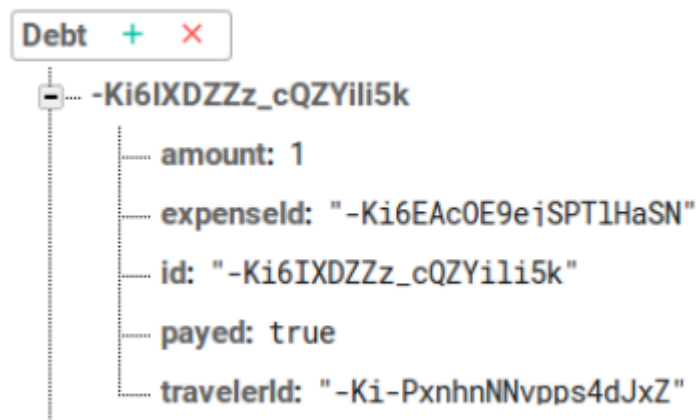 Debt + ×
-Ki6IXDZZz_cQZYili5k
amount: 1
expenseId: "-Ki6EAcOE9ejSPTlHaSN"
id: "-Ki6IXDZZz_cQZYili5k"
payed: true
travelerId: "-Ki-PxnhnNNvpps4dJxZ"